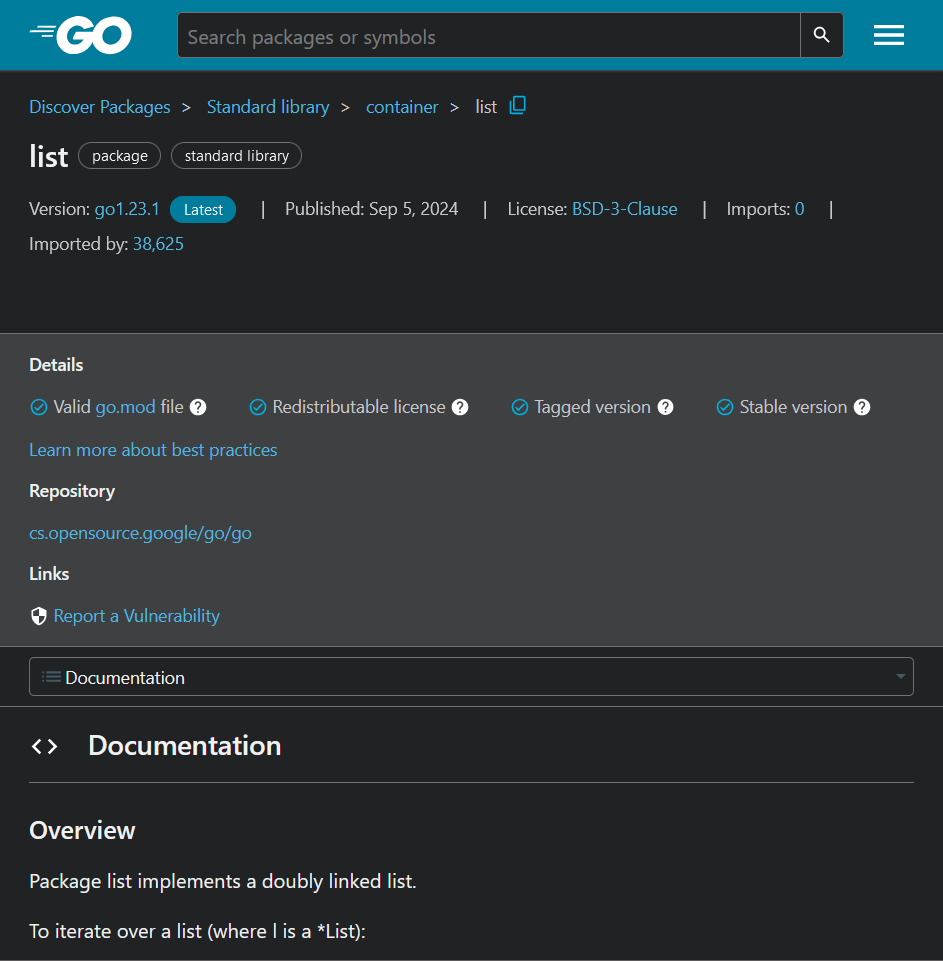 GO
Search packages or symbols
Discover Packages > Standard library > container > list
list package standard library
Version: go1.23.1 Latest | Published: Sep 5, 2024 | License: BSD-3-Clause | Imports: 0 |
Imported by: 38,625
Details
Valid go.mod file ? Redistributable license ? Tagged version ? Stable version ?
Learn more about best practices
Repository
cs.opensource.google/go/go
Links
Report a Vulnerability
Documentation
<> Documentation
Overview
Package list implements a doubly linked list.
To iterate over a list (where l is a *List):